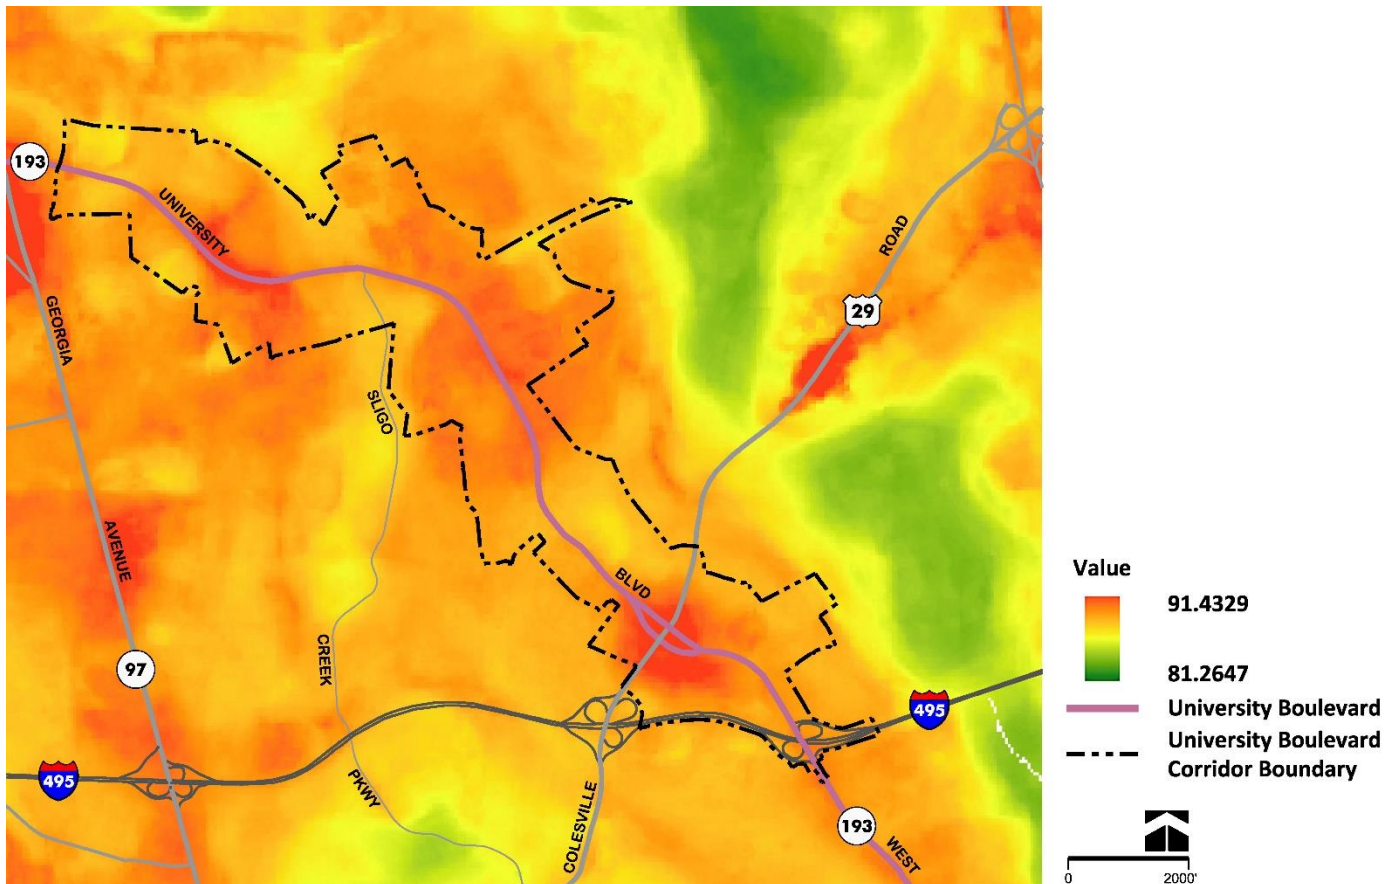 193
UNIVERSITY
ROAD
29
GEORGIA
SLIGO
AVENUE
BLVD
CREEK
97
495
495
PKWY
COLESVILLE
193
WEST
Value
91.4329
81.2647
University Boulevard
University Boulevard
Corridor Boundary
0 2000'